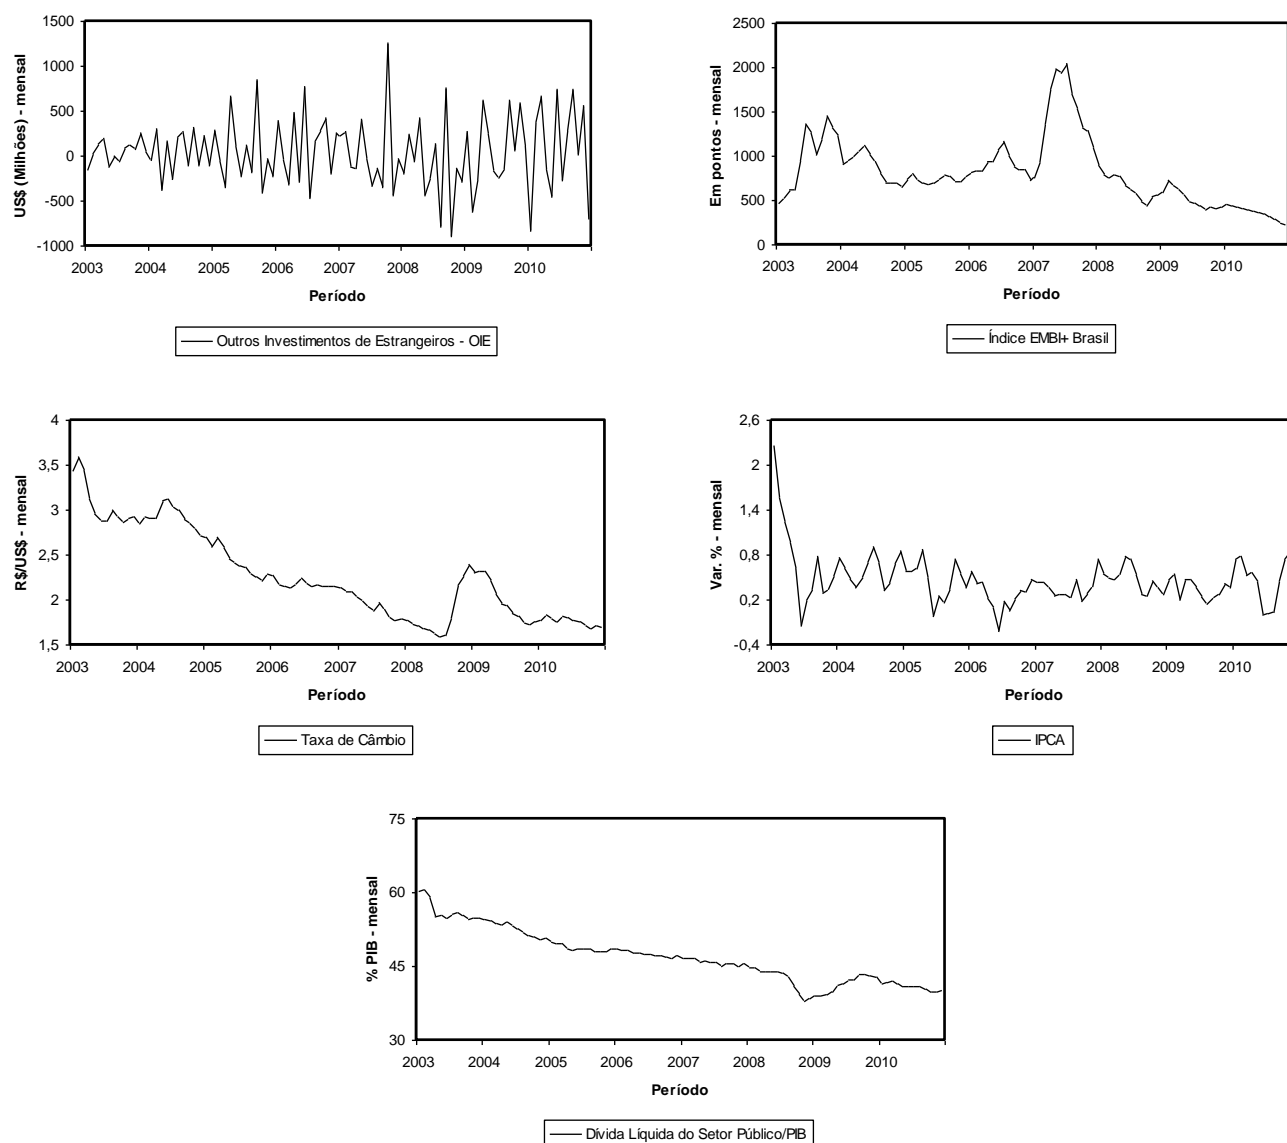 US$ (Milhões) - mensal
1500
1000
500
0
-500
-1000
2003 2004 2005 2006 2007 2008 2009 2010
Período
Outros Investimentos de Estrangeiros - OIE
Em pontos - mensal
2500
2000
1500
1000
500
0
2003 2004 2005 2006 2007 2008 2009 2010
Período
Índice EMBI+ Brasil
R$/US$ - mensal
4
3,5
3
2,5
2
1,5
2003 2004 2005 2006 2007 2008 2009 2010
Período
Taxa de Câmbio
Var. % - mensal
2,6
2
1,4
0,8
0,2
-0,4
2003 2004 2005 2006 2007 2008 2009 2010
Período
IPCA
% PIB - mensal
75
60
45
30
2003 2004 2005 2006 2007 2008 2009 2010
Período
Dívida Líquida do Setor Público/PIB